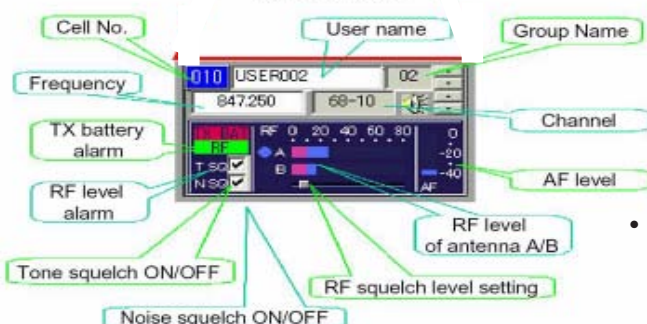 Cell No.
User name
Group Name
010 USER002 02
Frequency
847.250 68-10
Channel
TX battery
alarm
TX BAT
RF
RF 0 20 40 60 80
A
B
T SQ
N SQ
0
-20
-40
AF
AF level
RF level
alarm
RF level
of antenna A/B
Tone squelch ON/OFF
RF squelch level setting
Noise squelch ON/OFF